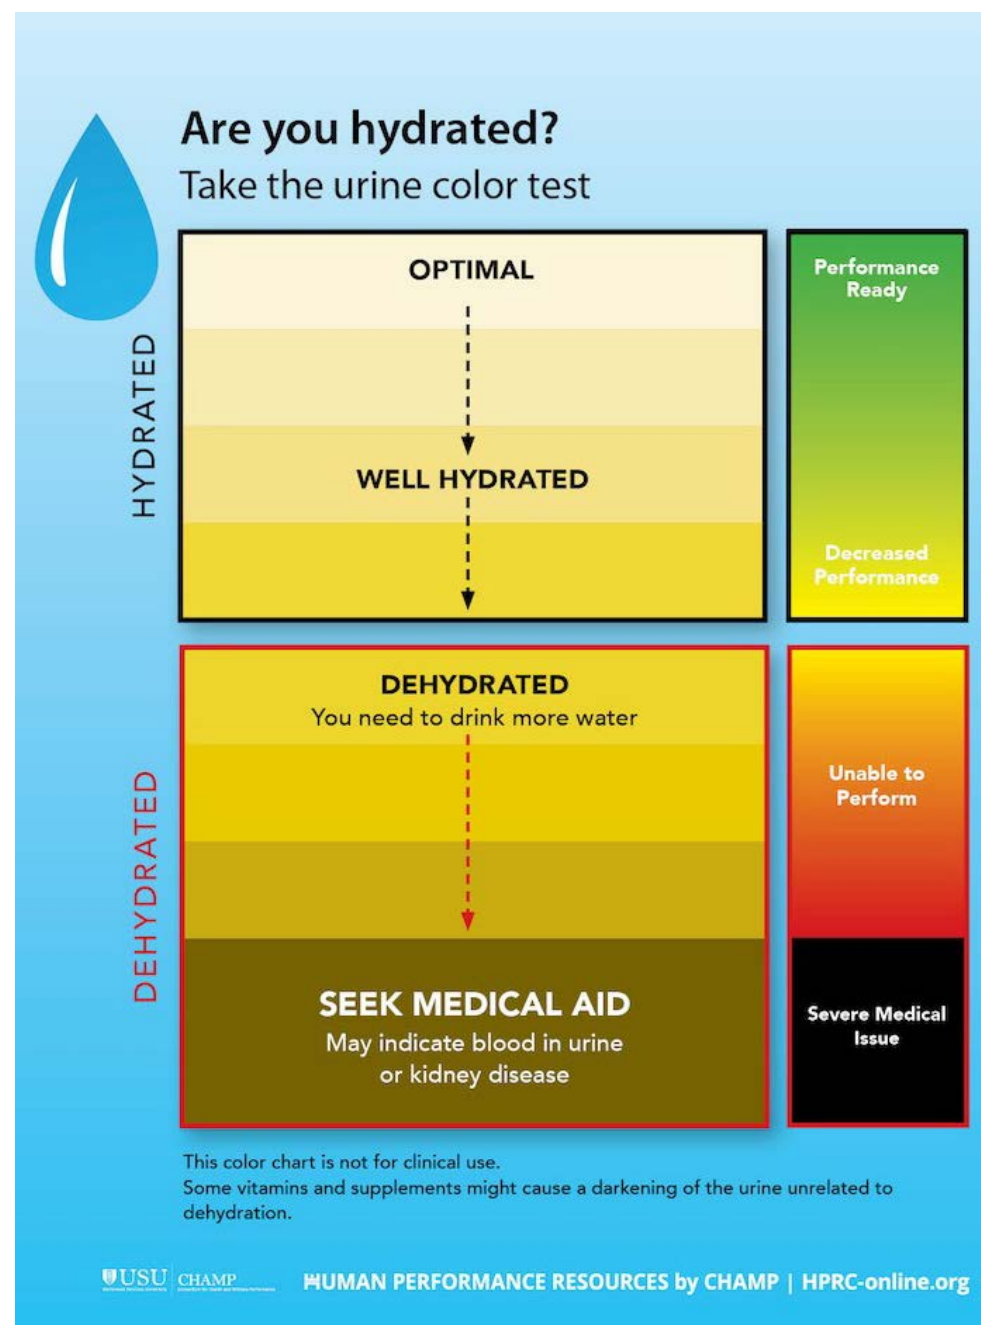 Are you hydrated?
Take the urine color test
HYDRATED
OPTIMAL
WELL HYDRATED
Performance
Ready
Decreased
Performance
DEHYDRATED
DEHYDRATED
You need to drink more water
SEEK MEDICAL AID
May indicate blood in urine
or kidney disease
Unable to
Perform
Severe Medical
Issue
This color chart is not for clinical use.
Some vitamins and supplements might cause a darkening of the urine unrelated to
dehydration.
USU
CHAMP
HUMAN PERFORMANCE RESOURCES by CHAMP | HPRC-online.org